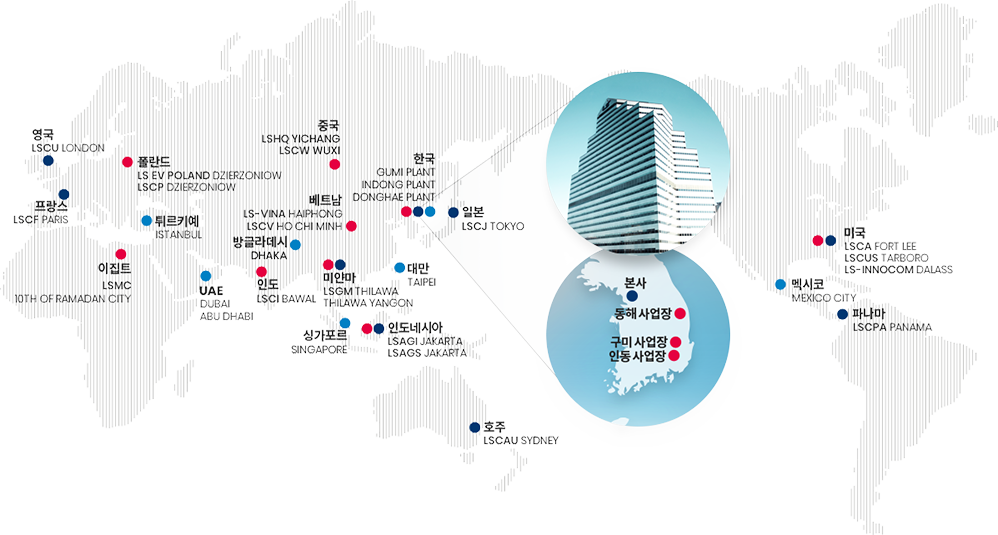 영국
LSCU LONDON
프랑스
LSCF PARIS
폴란드
LS EV POLAND DZIERZONIOW
LSCP DZIERZONIOW
튀르키예
ISTANBUL
이집트
LSMC
10TH OF RAMADAN CITY
UAE
DUBAI
ABU DHABI
중국
LSHQ YICHANG
LSCW WUXI
베트남
LS-VINA HAIPHONG
LSCV HO CHI MINH
방글라데시
DHAKA
인도
LSCI BAWAL
미얀마
LSGM THILAWA
THILAWA YANGON
싱가포르
SINGAPORE
인도네시아
LSAGI JAKARTA
LSAGS JAKARTA
한국
GUMI PLANT
INDONG PLANT
DONGHAE PLANT
일본
LSCJ TOKYO
대만
TAIPEI
호주
LSCAU SYDNEY
본사
동해 사업장
구미 사업장
인동 사업장
미국
LSCA FORT LEE
LSCUS TARBORO
LS-INNOCOM DALASS
멕시코
MEXICO CITY
파나마
LSCPA PANAMA